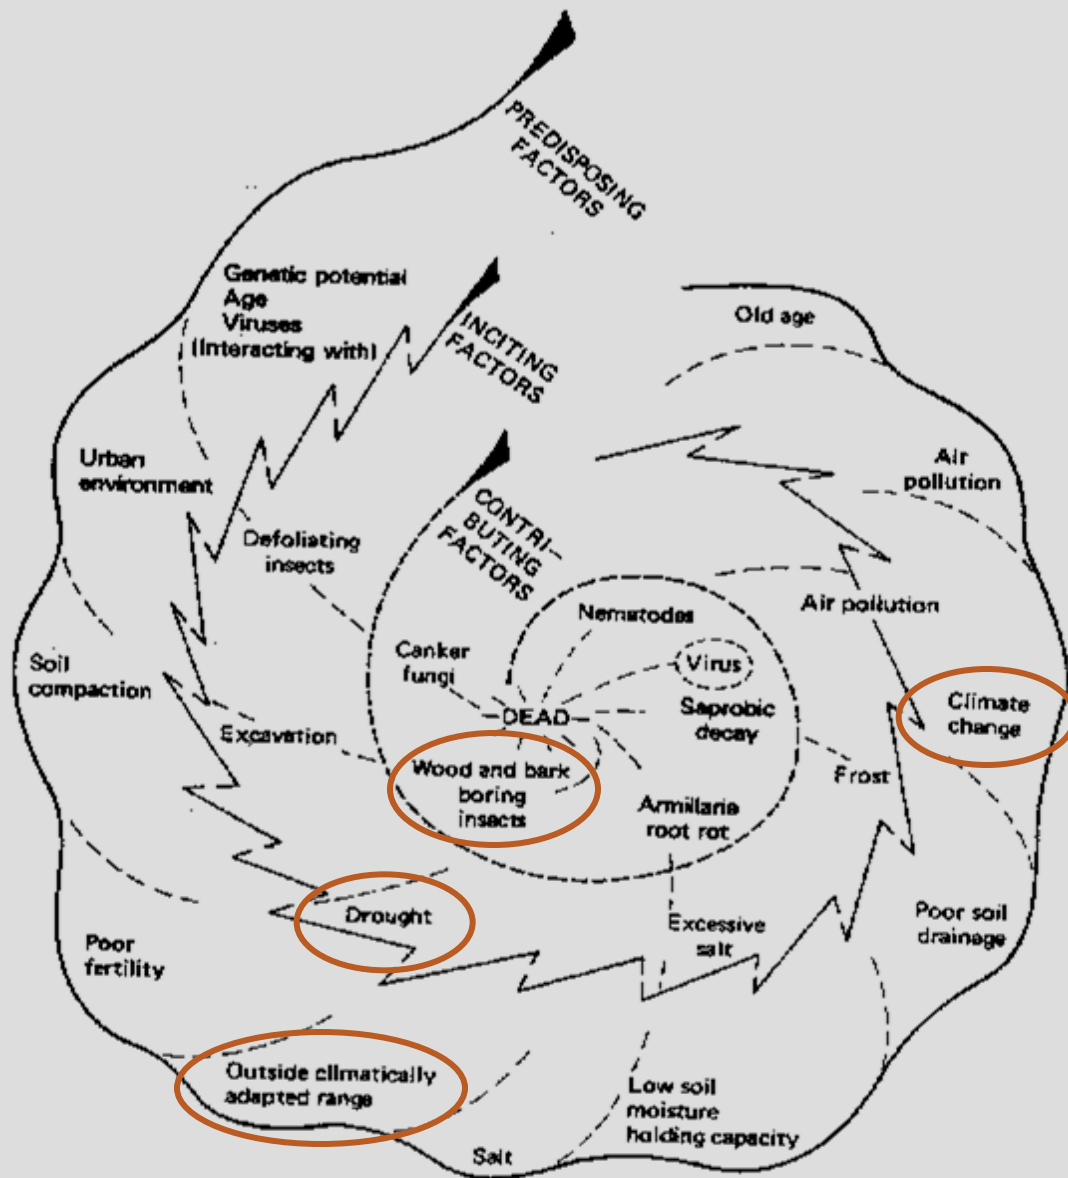 PREDISPOSING
FACTORS
Genetic potential
Age
Viruses
(Interacting with)
INCITING
FACTORS
Old age
Urban
environment
Air
pollution
CONTRI-
BUTING
FACTORS
Defoliating
insects
Nematodes
Air pollution
Canker
fungi
Virus
Soil
compaction
Climate
change
DEAD
Saprobic
decay
Excavation
Wood and bark
boring
insects
Frost
Armillaria
root rot
Drought
Excessive
salt
Poor soil
drainage
Poor
fertility
Outside climatically
adapted range
Low soil
moisture
holding capacity
Salt